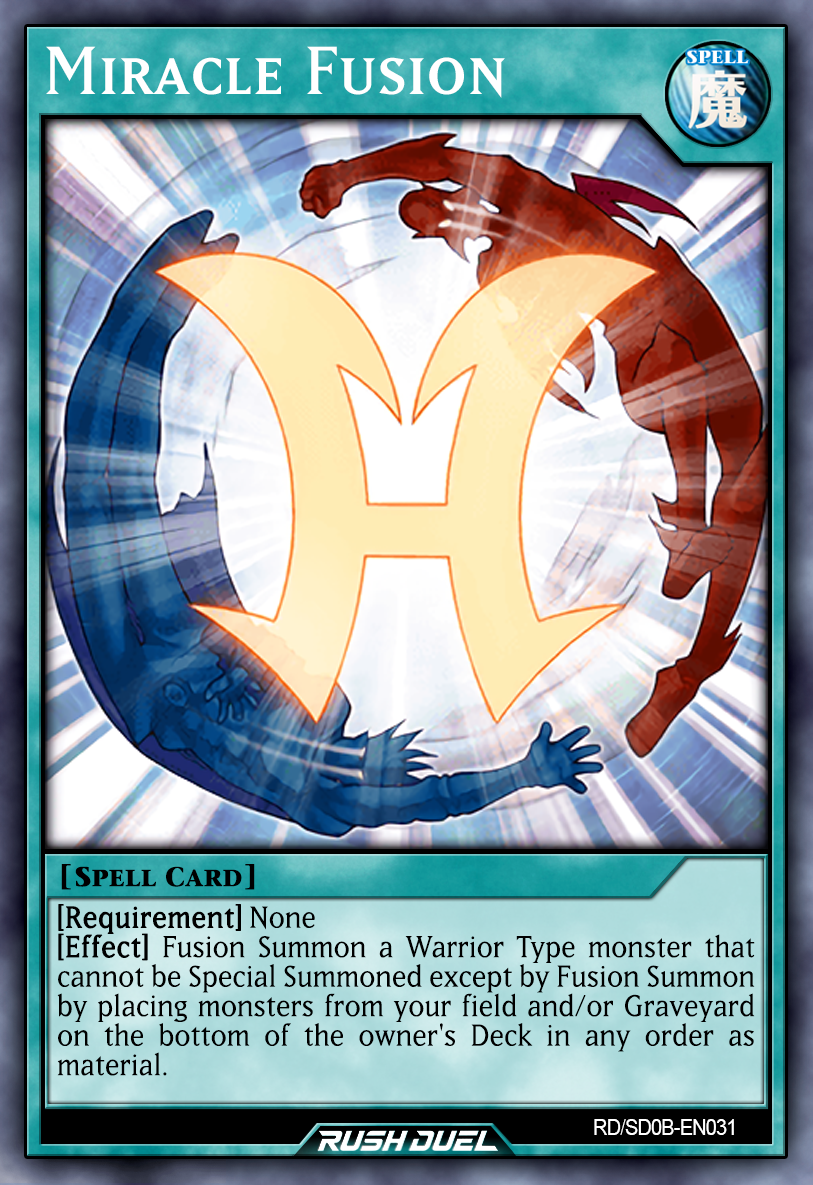 Miracle Fusion
SPELL
魔
H
[Spell Card]
[Requirement] None
[Effect] Fusion Summon a Warrior Type monster that
cannot be Special Summoned except by Fusion Summon
by placing monsters from your field and/or Graveyard
on the bottom of the owner's Deck in any order as
material.
RD/SD0B-EN031
RUSH DUEL